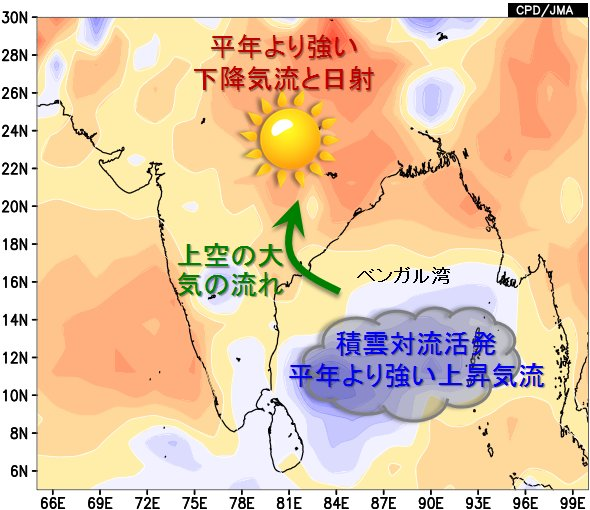 CPD/JMA
30N
28N
26N
24N
22N
20N
18N
16N
14N
12N
10N
8N
6N
平年より強い
下降気流と日射
上空の大
気の流れ
ベンガル湾
積雲対流活発
平年より強い上昇気流
66E 69E 72E 75E 78E 81E 84E 87E 90E 93E 96E 99E